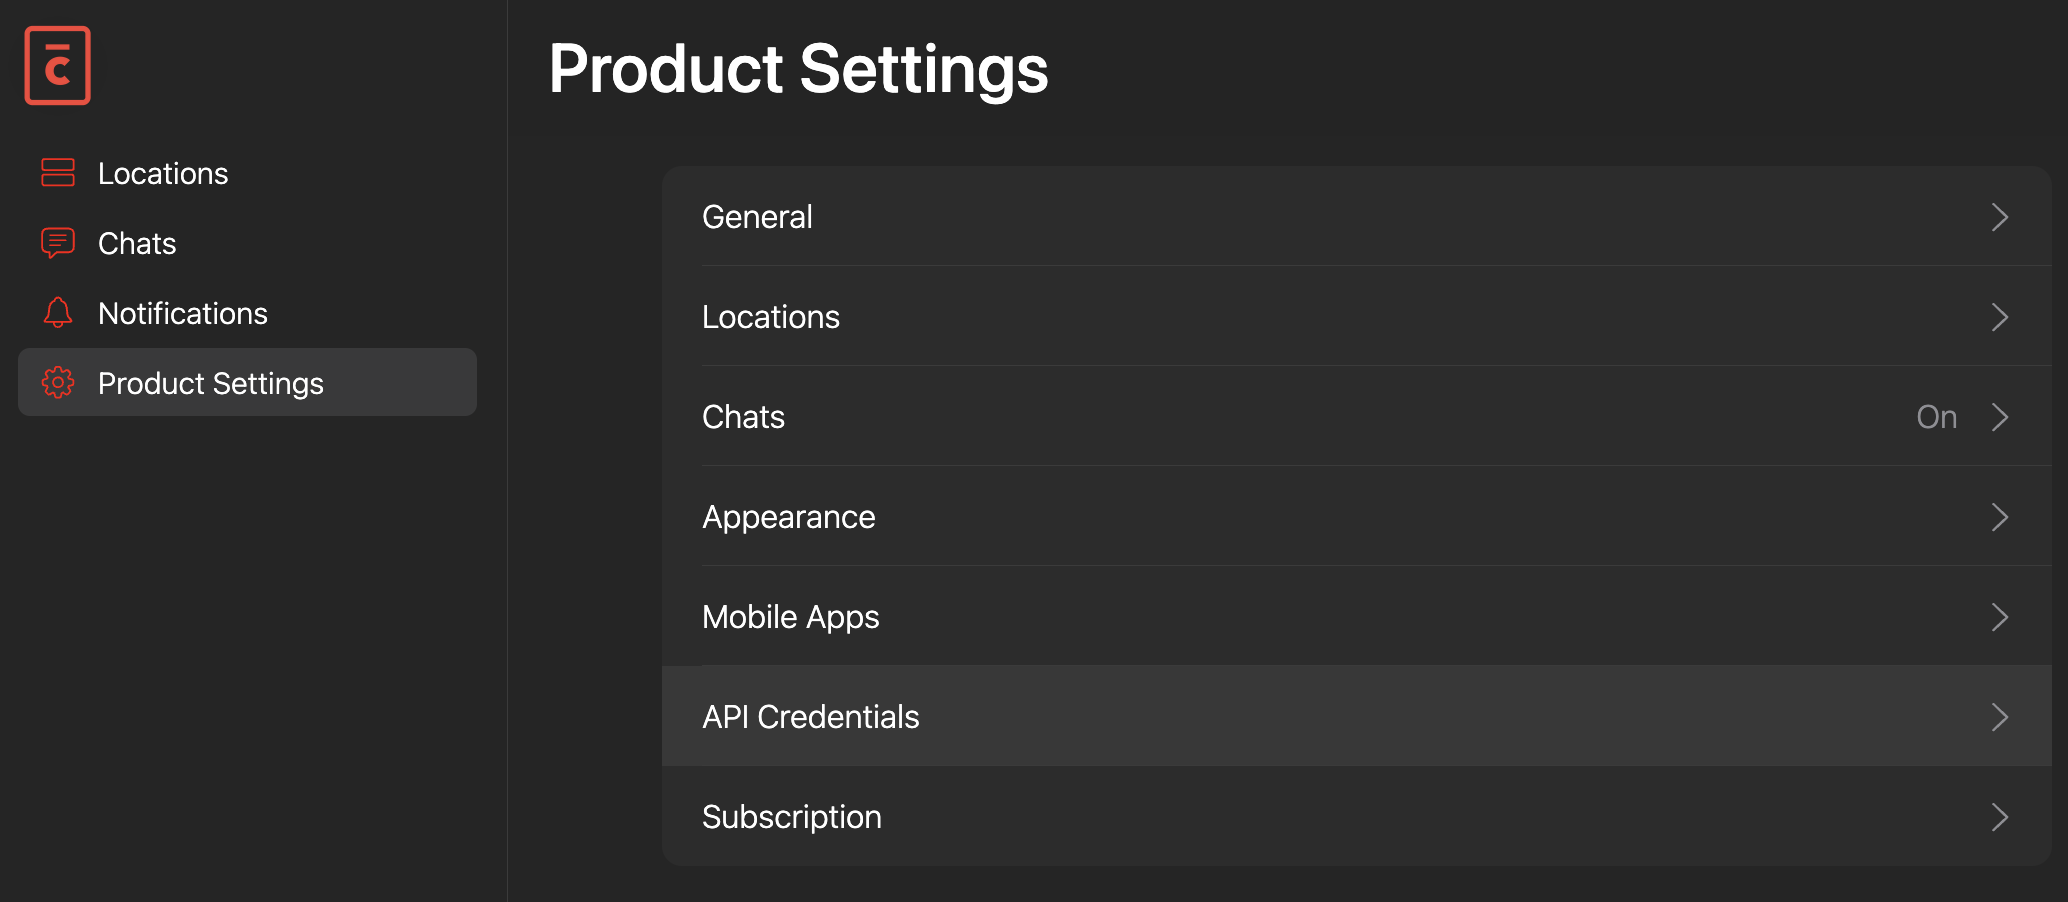 c̄
Locations
Chats
Notifications
Product Settings
Product Settings
General
Locations
Chats
On
Appearance
Mobile Apps
API Credentials
Subscription